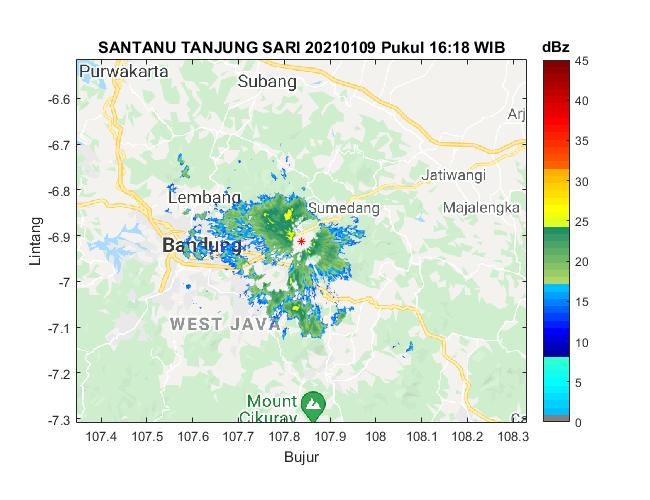 SANTANU TANJUNG SARI 20210109 Pukul 16:18 WIB
dBz
Purwakarta
Subang
Arj
Jatiwangi
Lembang
Sumedang
Majalengka
Bandung
WEST JAVA
Mount
Cikuray
Ca
-6.6
-6.7
-6.8
-6.9
-7
-7.1
-7.2
-7.3
Lintang
107.4 107.5 107.6 107.7 107.8 107.9 108 108.1 108.2 108.3
Bujur
45
40
35
30
25
20
15
10
5
0